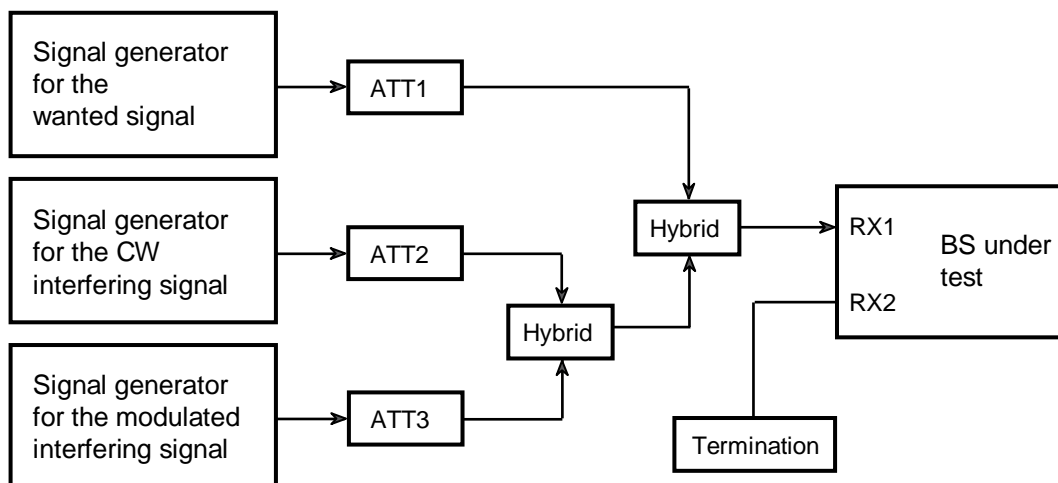 Signal generator
for the
wanted signal
ATT1
Signal generator
for the CW
interfering signal
ATT2
Hybrid
Hybrid
RX1
RX2
BS under
test
Signal generator
for the modulated
interfering signal
ATT3
Termination